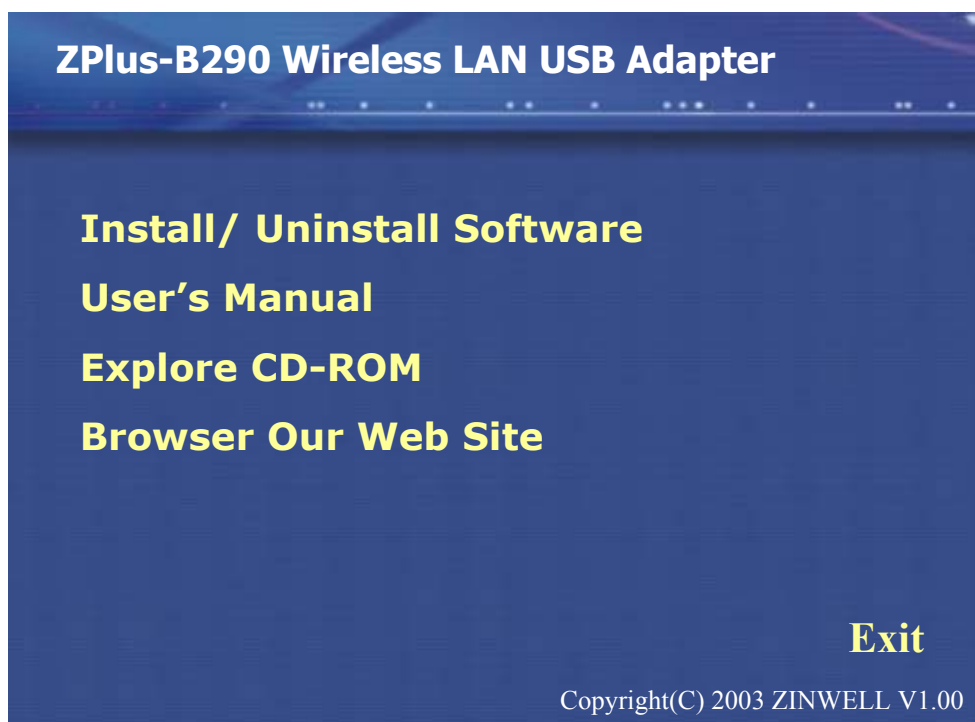 ZPlus-B290 Wireless LAN USB Adapter
Install/ Uninstall Software
User’s Manual
Explore CD-ROM
Browser Our Web Site
Exit
Copyright(C) 2003 ZINWELL V1.00